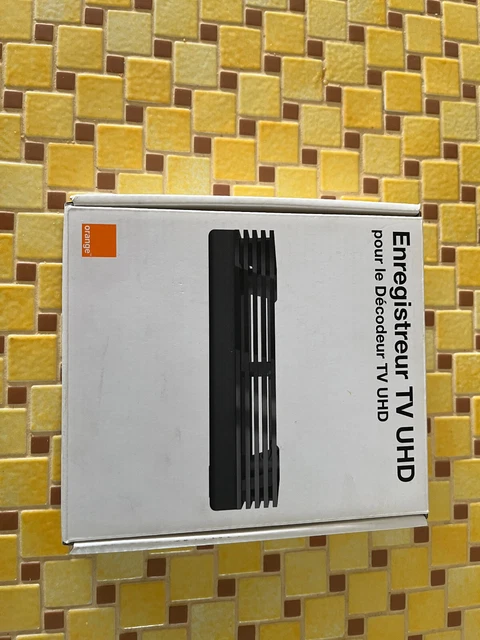 Enregistreur TV UHD
pour le Décodeur TV UHD
orange